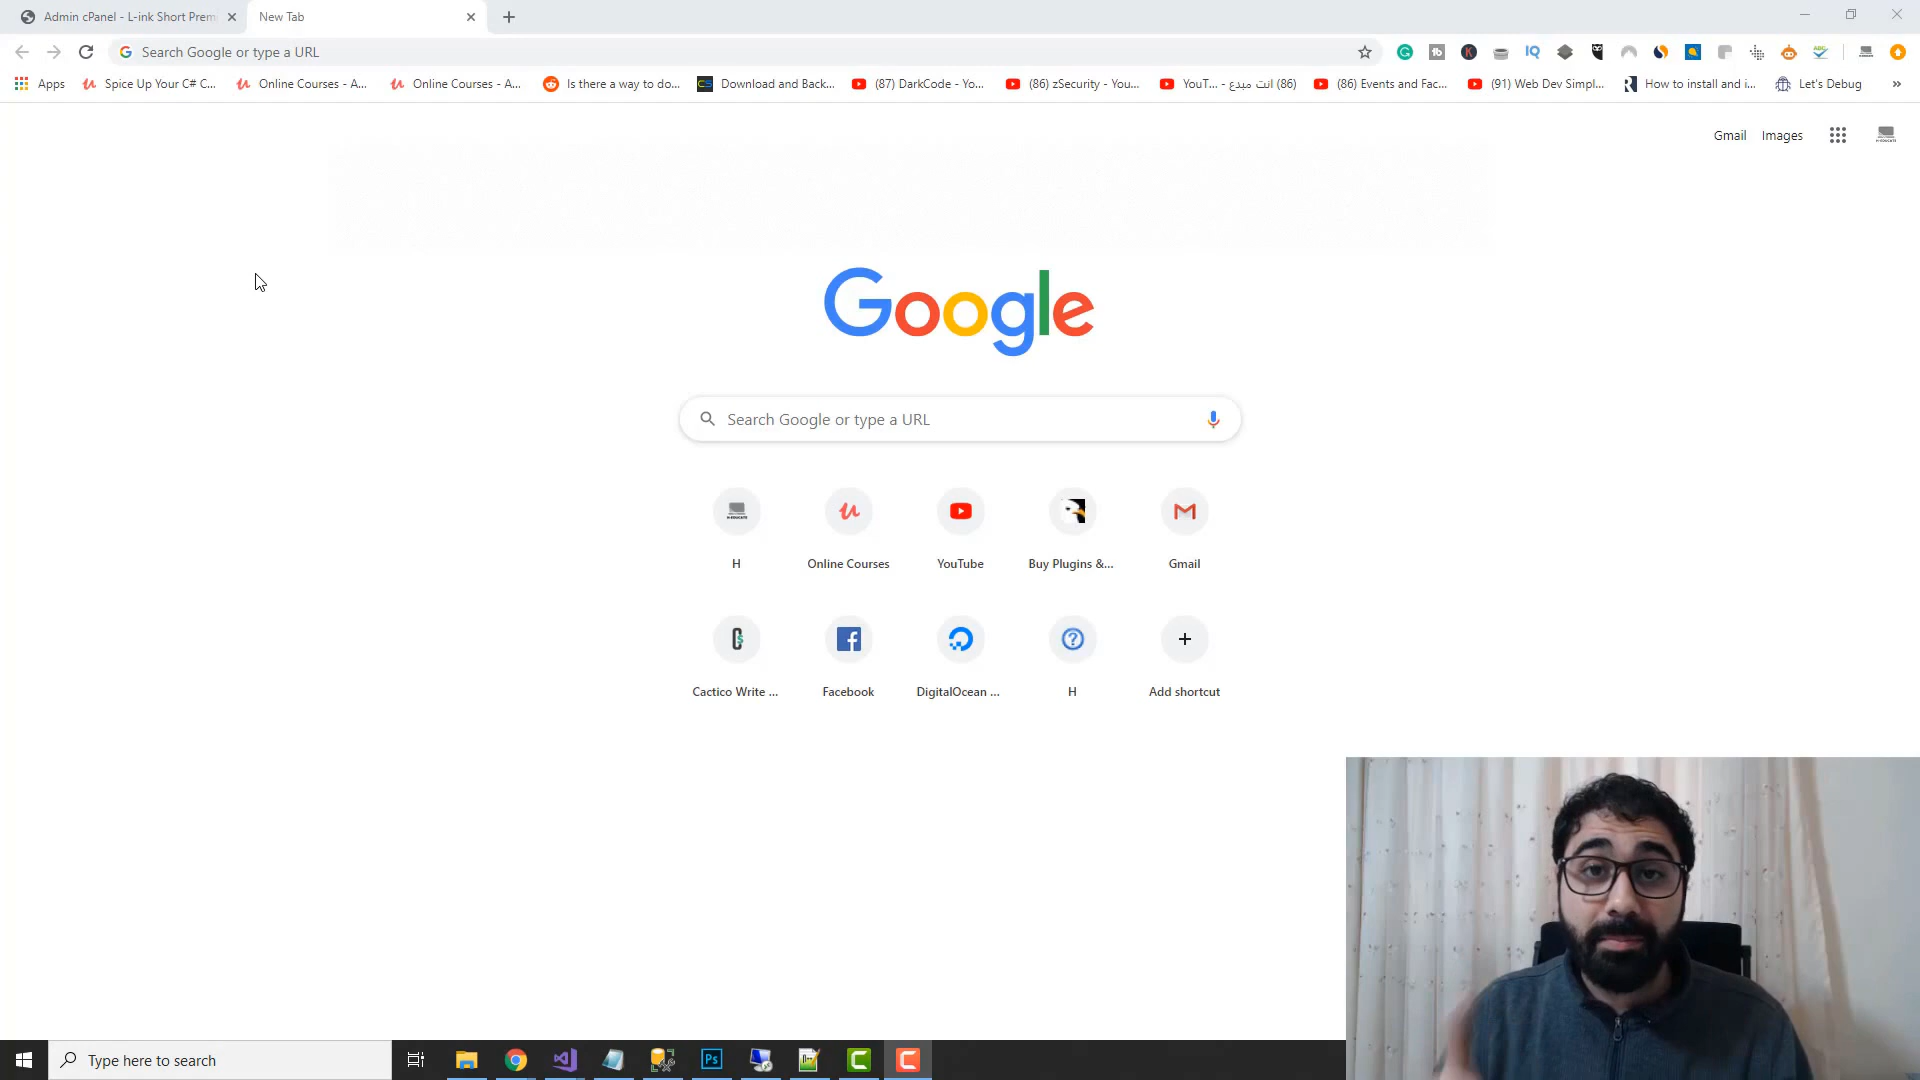 Admin cPanel - L-ink Short Prem
New Tab
Search Google or type a URL
Apps
Spice Up Your C# C...
Online Courses - A...
Online Courses - A...
Is there a way to do...
Download and Back...
(87) DarkCode - Yo...
(86) zSecurity - You...
(86) انت مبدع - YouT...
(86) Events and Fac...
(91) Web Dev Simpl...
How to install and i...
Let's Debug
Gmail
Images
Google
Search Google or type a URL
H
Online Courses
YouTube
Buy Plugins &...
Gmail
Cactico Write ...
Facebook
DigitalOcean ...
H
Add shortcut
Type here to search
Ps